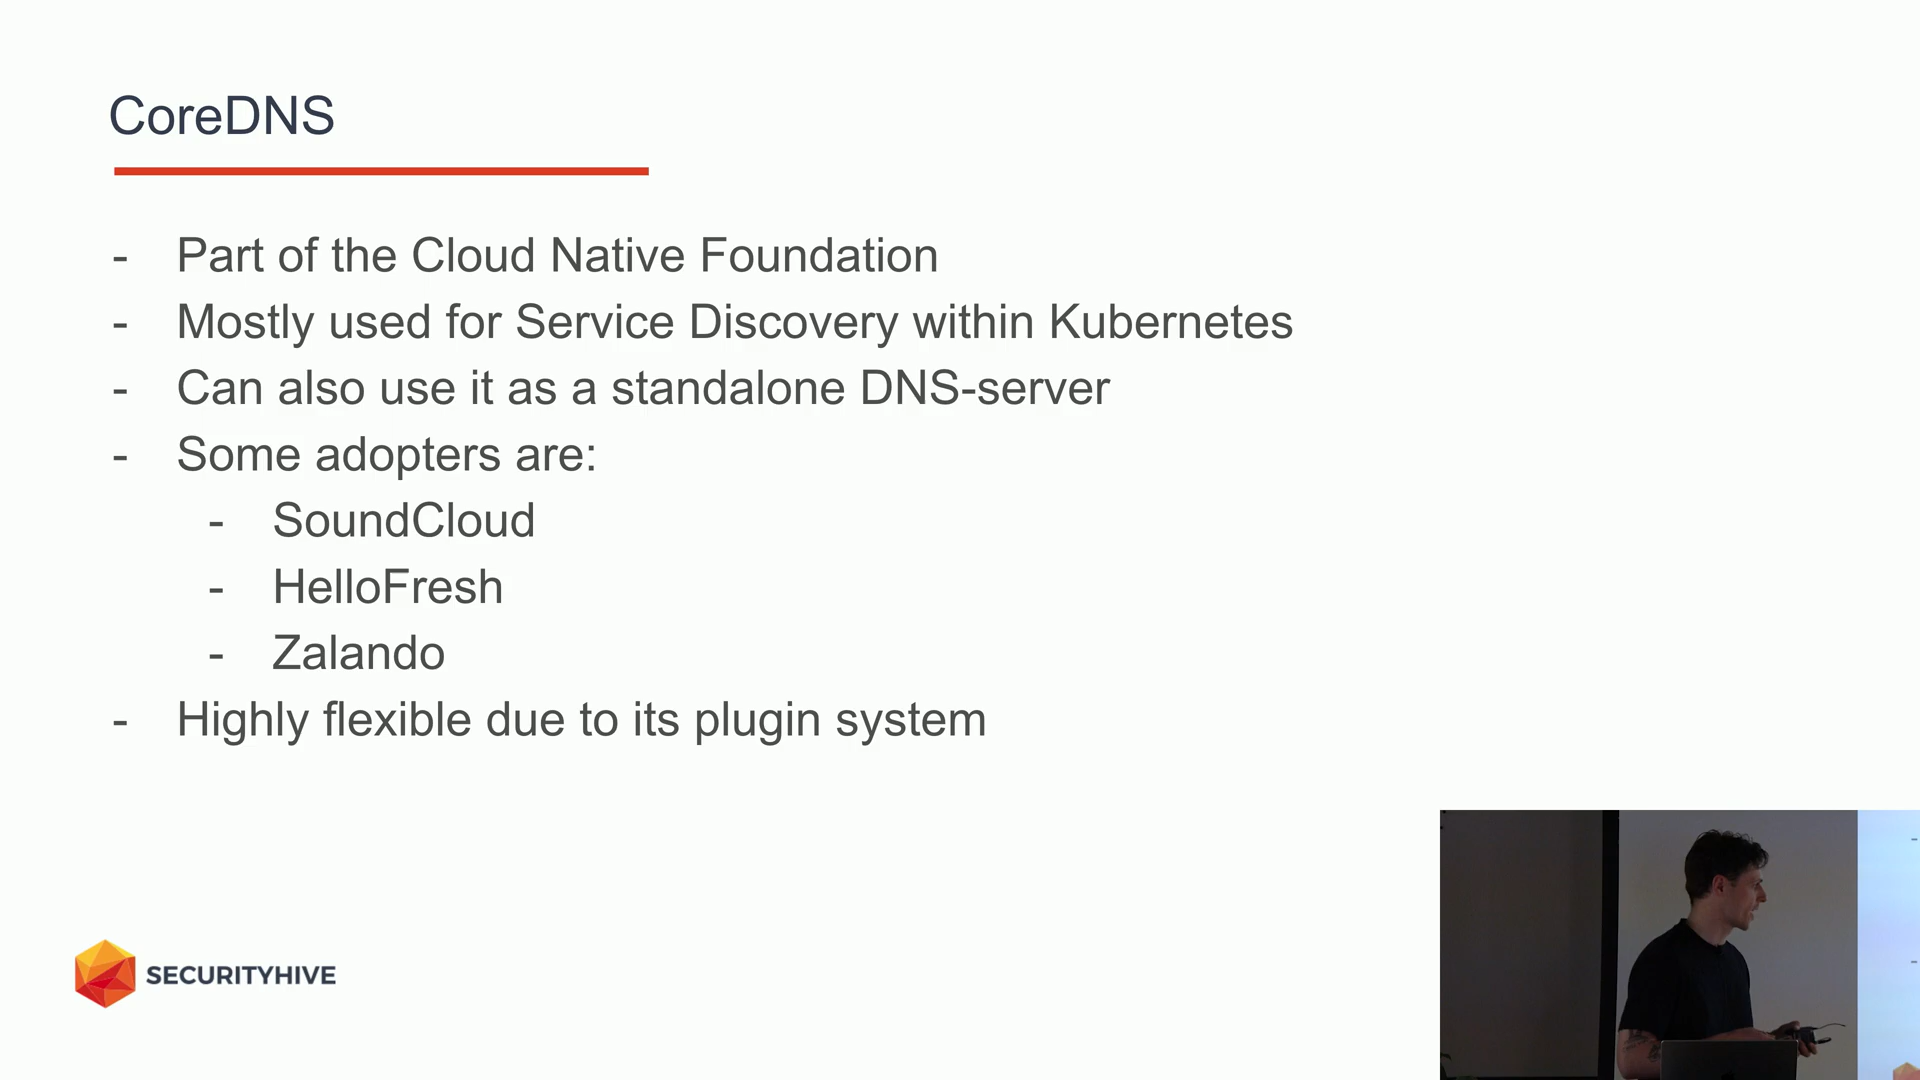 CoreDNS
- Part of the Cloud Native Foundation
- Mostly used for Service Discovery within Kubernetes
- Can also use it as a standalone DNS-server
- Some adopters are:
- SoundCloud
- HelloFresh
- Zalando
- Highly flexible due to its plugin system
SECURITYHIVE